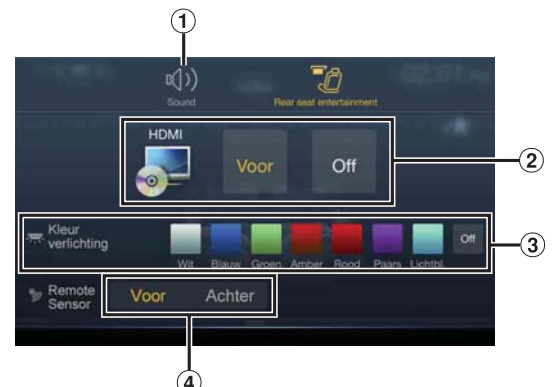 ①
Sound
Rear seat entertainment
HDMI
Voor
Off
②
Kleur
verlichting
Wit
Blauw
Groen
Amber
Rood
Paars
Lichtbl.
Off
③
Remote
Sensor
Voor
Achter
④